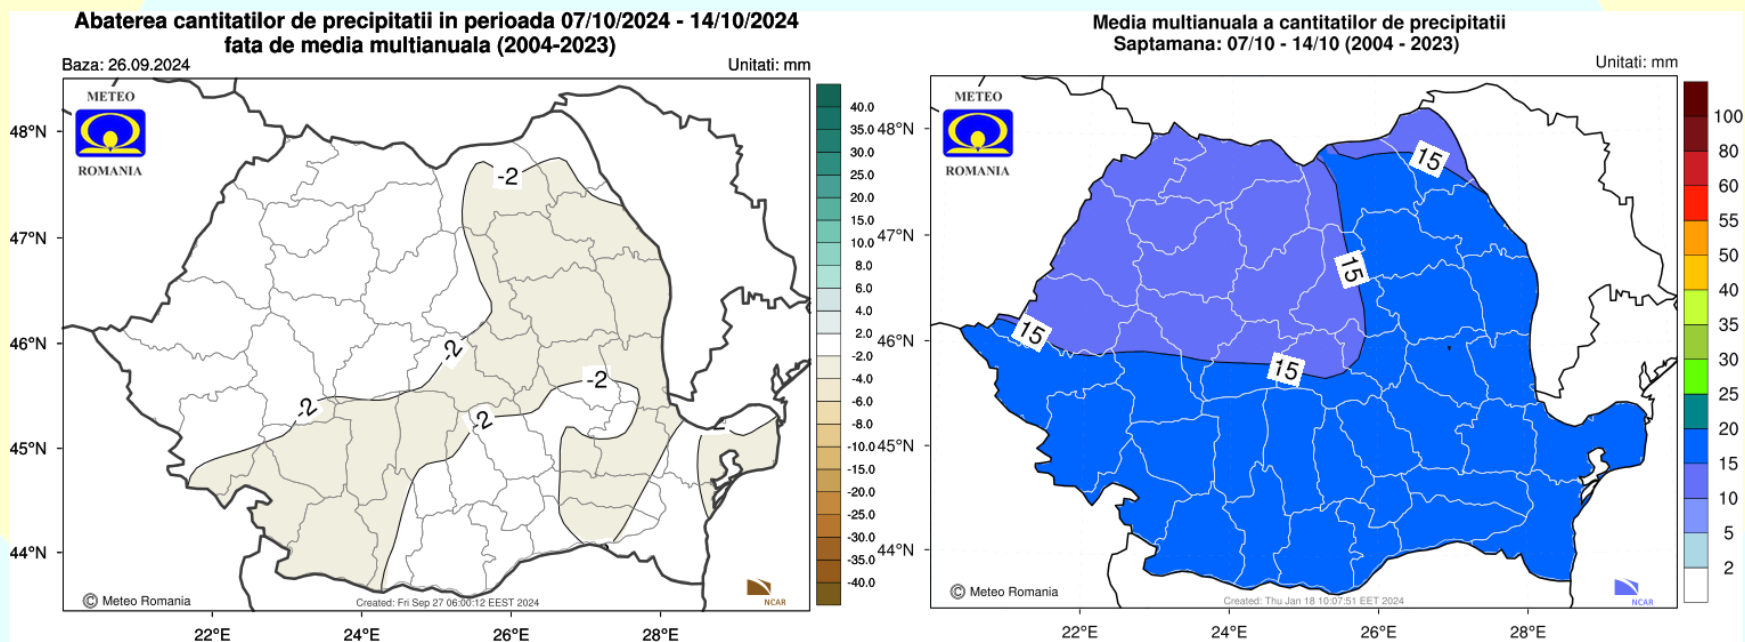 Abaterea cantitatilor de precipitatii in perioada 07/10/2024 - 14/10/2024
fata de media multianuala (2004-2023)
Baza: 26.09.2024
Unitati: mm
METEO
ROMANIA
48°N
47°N
46°N
45°N
44°N
-2
-2
-2
-2
-2
40.0
35.0
30.0
25.0
20.0
15.0
10.0
8.0
6.0
4.0
2.0
-2.0
-4.0
-6.0
-8.0
-10.0
-15.0
-20.0
-25.0
-30.0
-35.0
-40.0
© Meteo Romania
Created: Fri Sep 27 06:00:12 EEST 2024
NCAR
22°E
24°E
26°E
28°E
Media multianuala a cantitatilor de precipitatii
Saptamana: 07/10 - 14/10 (2004 - 2023)
Unitati: mm
METEO
ROMANIA
48°N
47°N
46°N
45°N
44°N
15
15
15
15
100
80
60
55
50
40
35
30
25
20
15
10
5
2
© Meteo Romania
Created: Thu Jan 18 10:07:51 EET 2024
NCAR
22°E
24°E
26°E
28°E